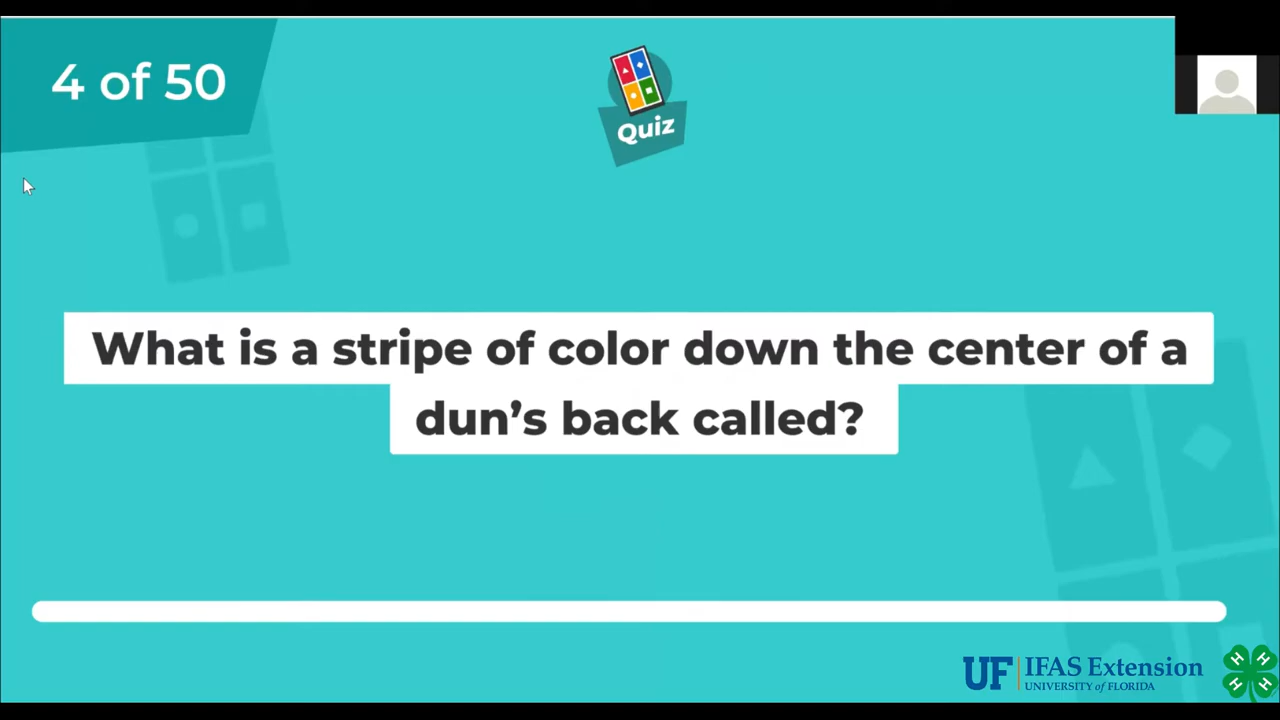 4 of 50
Quiz
What is a stripe of color down the center of a
dun’s back called?
UF IFAS Extension
UNIVERSITY of FLORIDA
H H
H H